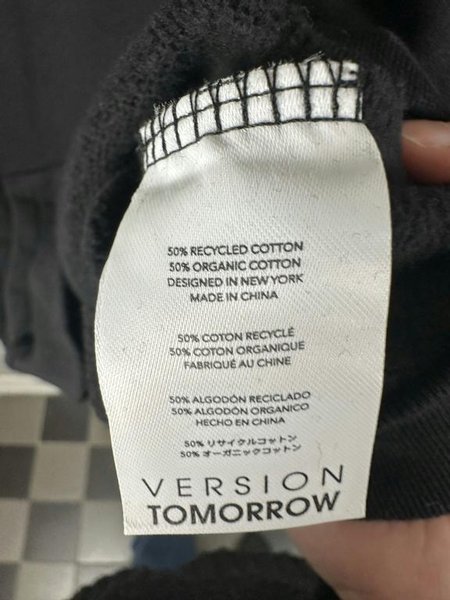 50% RECYCLED COTTON
50% ORGANIC COTTON
DESIGNED IN NEW YORK
MADE IN CHINA
50% COTON RECYCLÉ
50% COTON ORGANIQUE
FABRIQUÉ AU CHINE
50% ALGODÓN RECICLADO
50% ALGODÓN ORGANICO
HECHO EN CHINA
50% リサイクルコットン
50% オーガニックコットン
VERSION
TOMORROW